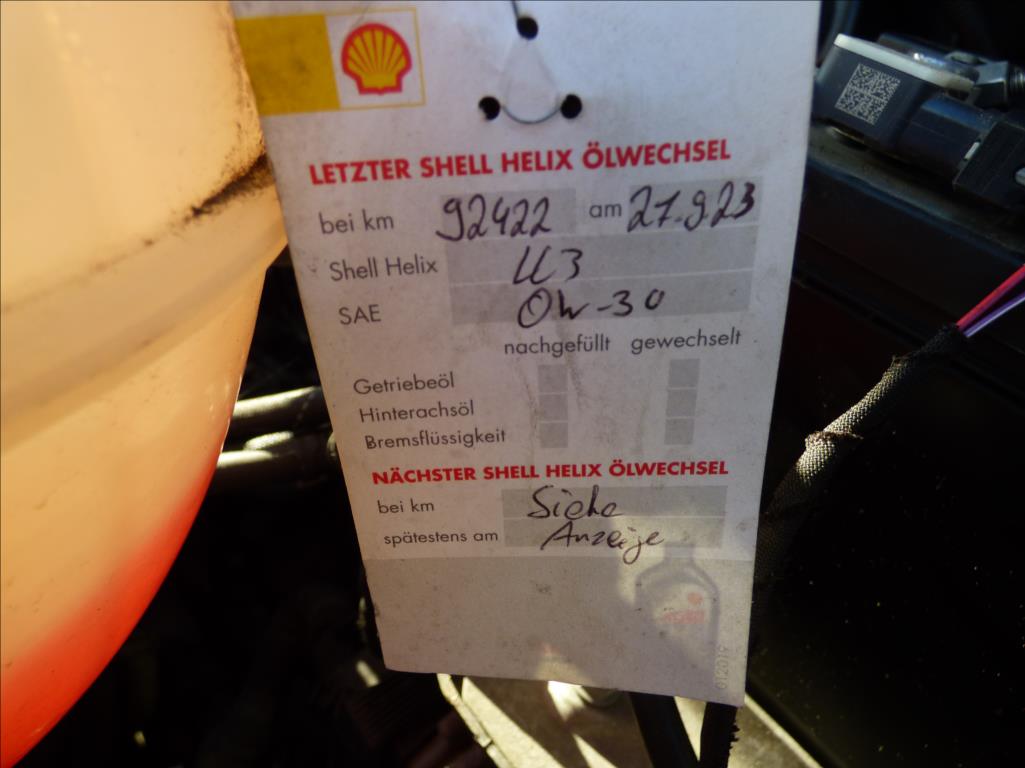 LETZTER SHELL HELIX ÖLWECHSEL
bei km 92422 am 27.9.23
Shell Helix U3
SAE 0W-30
nachgefüllt gewechselt
Getriebeöl
Hinterachsöl
Bremsflüssigkeit
NÄCHSTER SHELL HELIX ÖLWECHSEL
bei km Siehe
spätestens am Anzeige
012019